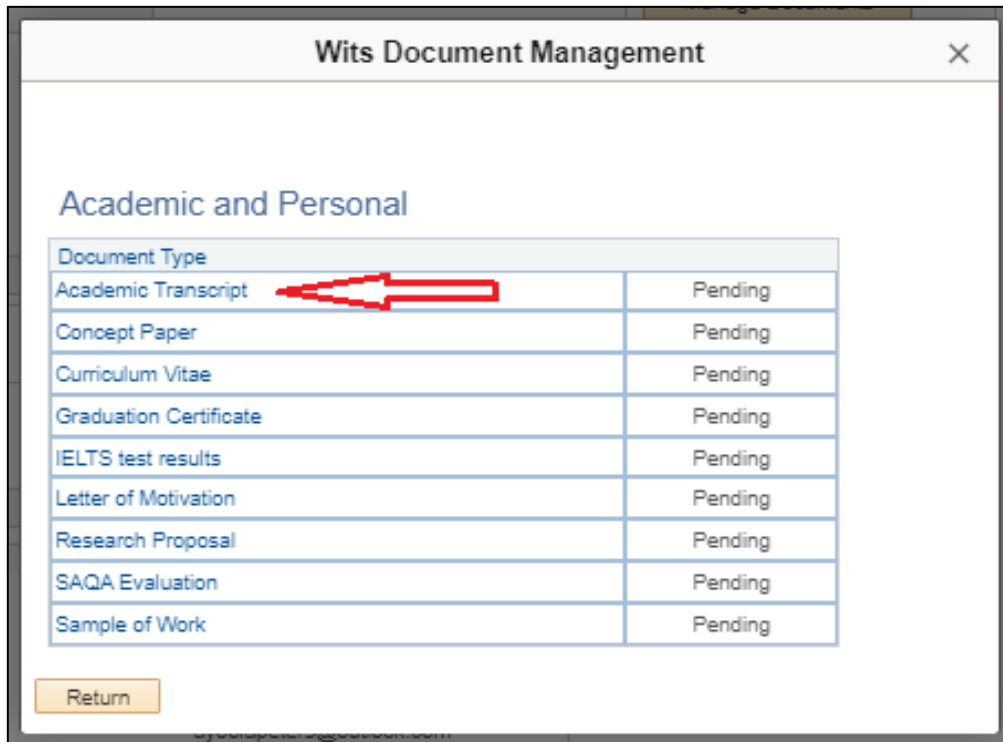 Wits Document Management
Academic and Personal
Document Type
Academic Transcript Pending
Concept Paper Pending
Curriculum Vitae Pending
Graduation Certificate Pending
IELTS test results Pending
Letter of Motivation Pending
Research Proposal Pending
SAQA Evaluation Pending
Sample of Work Pending
Return